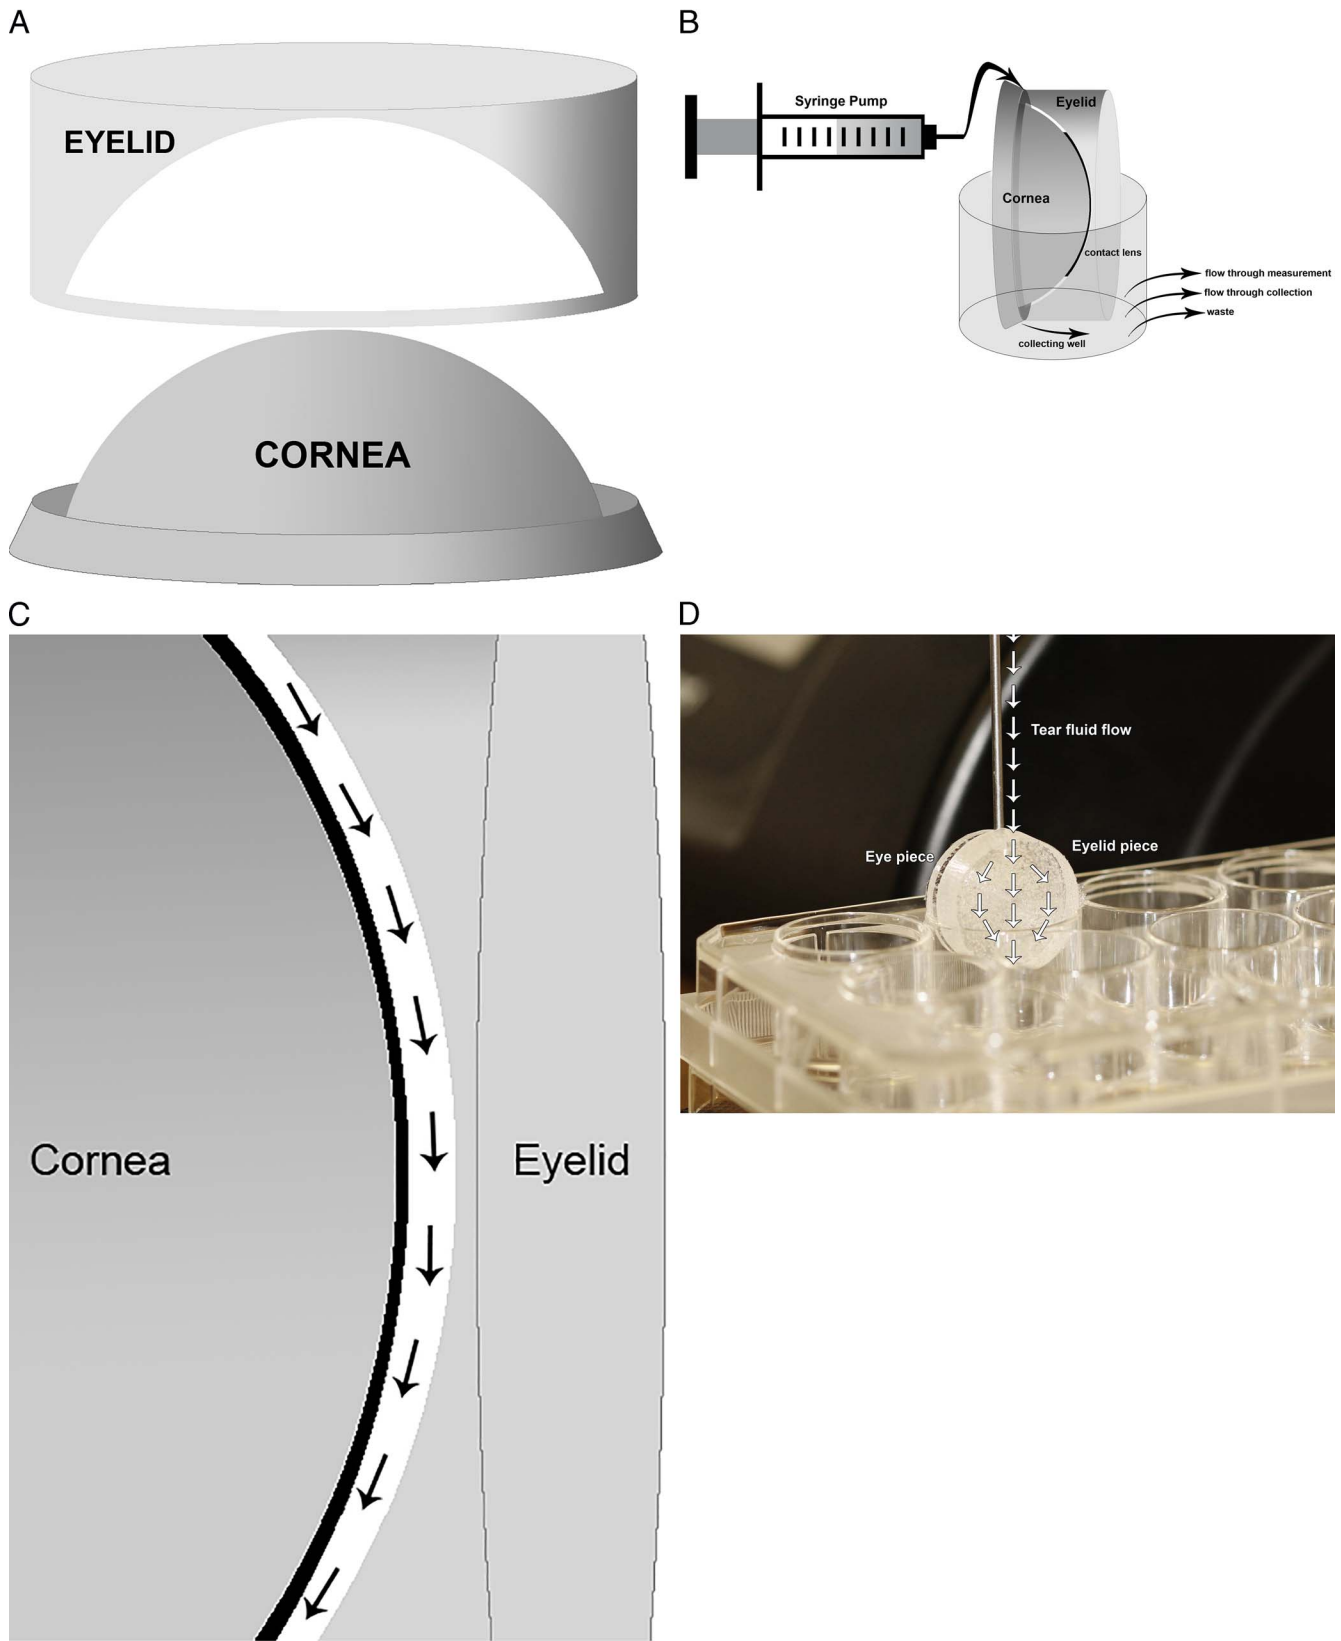 A
EYELID
CORNEA
B
Syringe Pump
Eyelid
Cornea
contact lens
flow through measurement
flow through collection
waste
collecting well
C
Cornea
Eyelid
D
Tear fluid flow
Eye piece
Eyelid piece